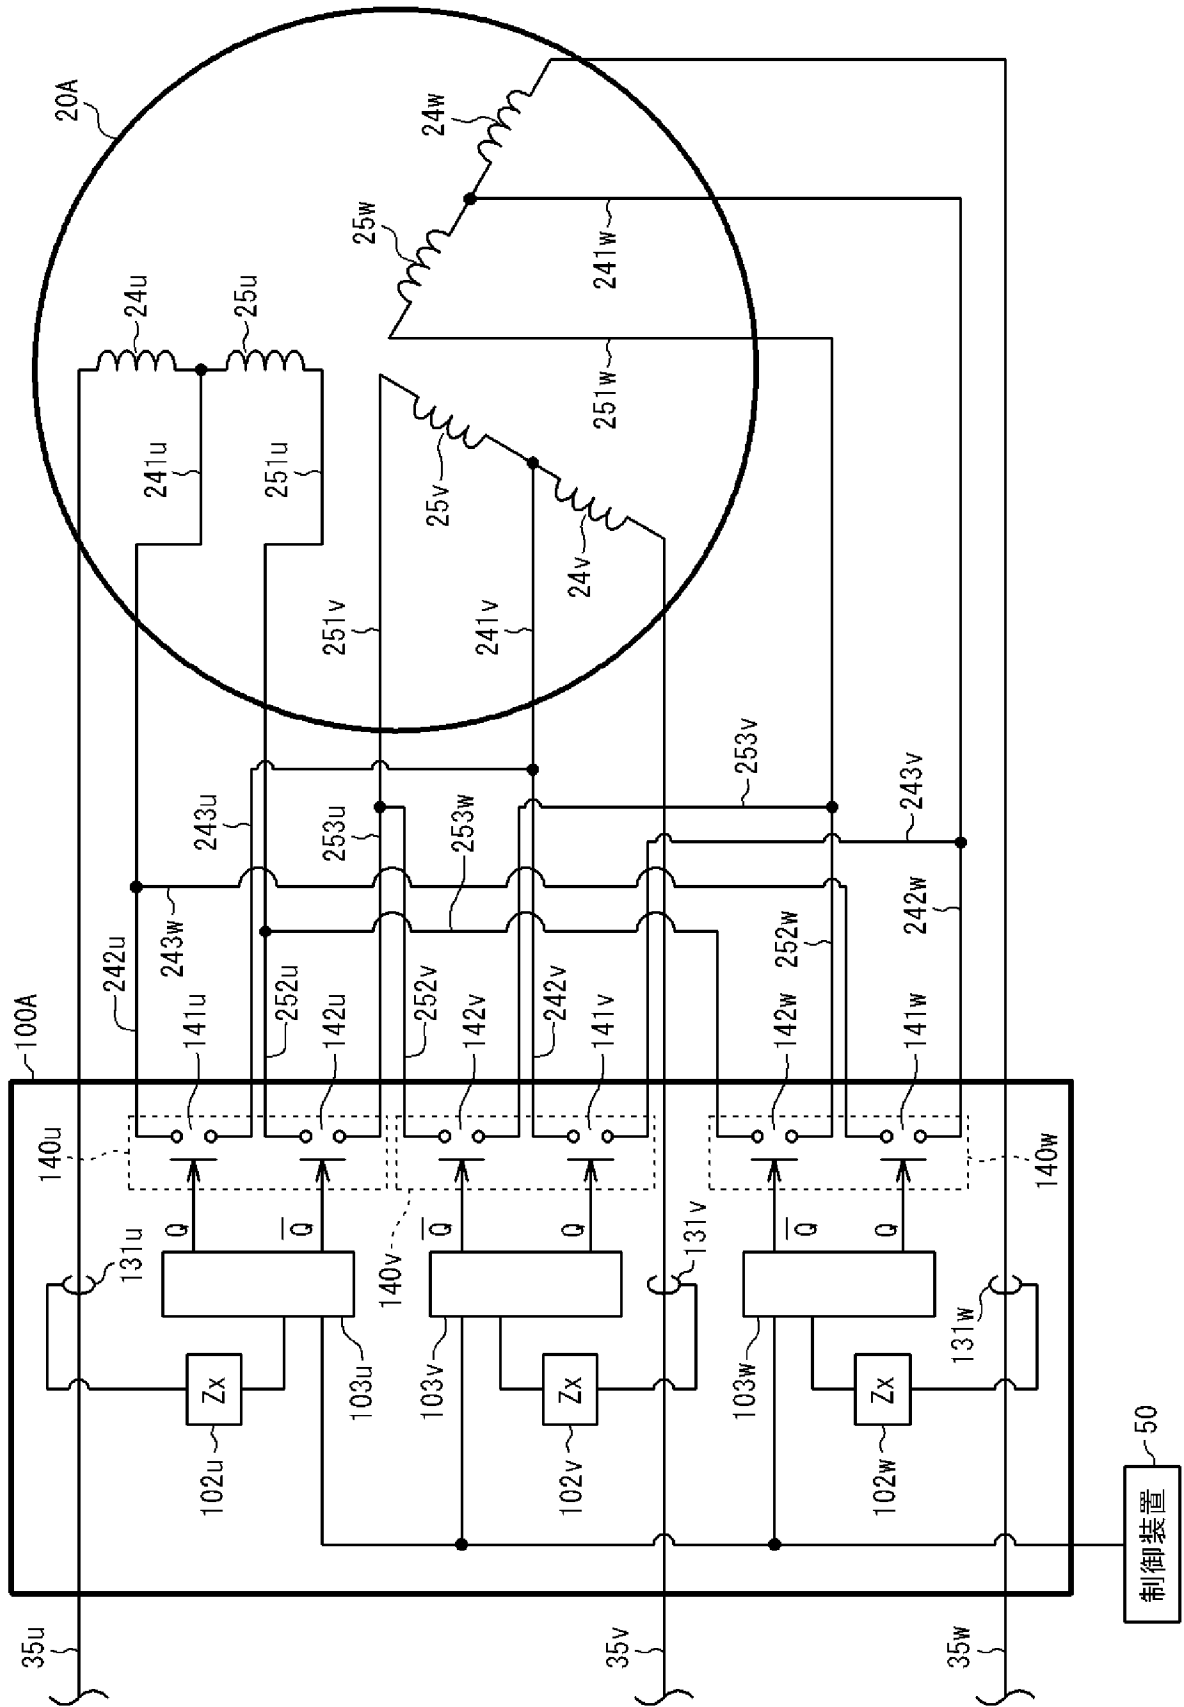 20A
24u
25u
241u
251u
24w
25w
241w
251w
25v
24v
251v
241v
243u
253u
253w
253v
243v
242u
243w
252u
252v
242v
252w
242w
100A
141u
142u
142v
141v
142w
141w
140u
140v
140w
Q
Q
Q
Q
Q
Q
131u
131v
131w
103u
103v
103w
Zx
Zx
Zx
102u
102v
102w
50
制御装置
35u
35v
35w